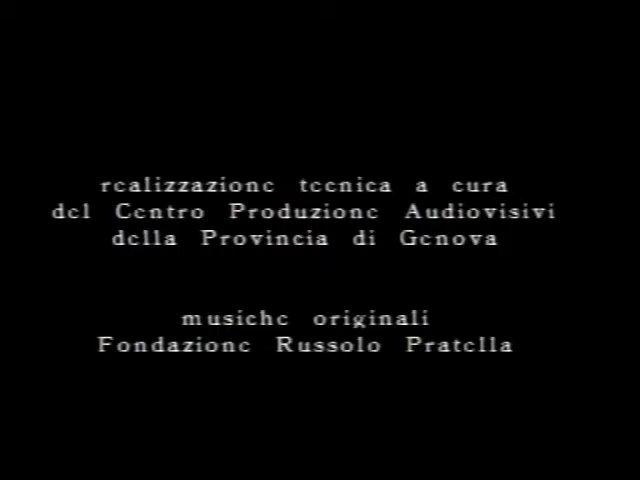 realizzazione tecnica a cura
del Centro Produzione Audiovisivi
della Provincia di Genova
musiche originali
Fondazione Russolo Pratella